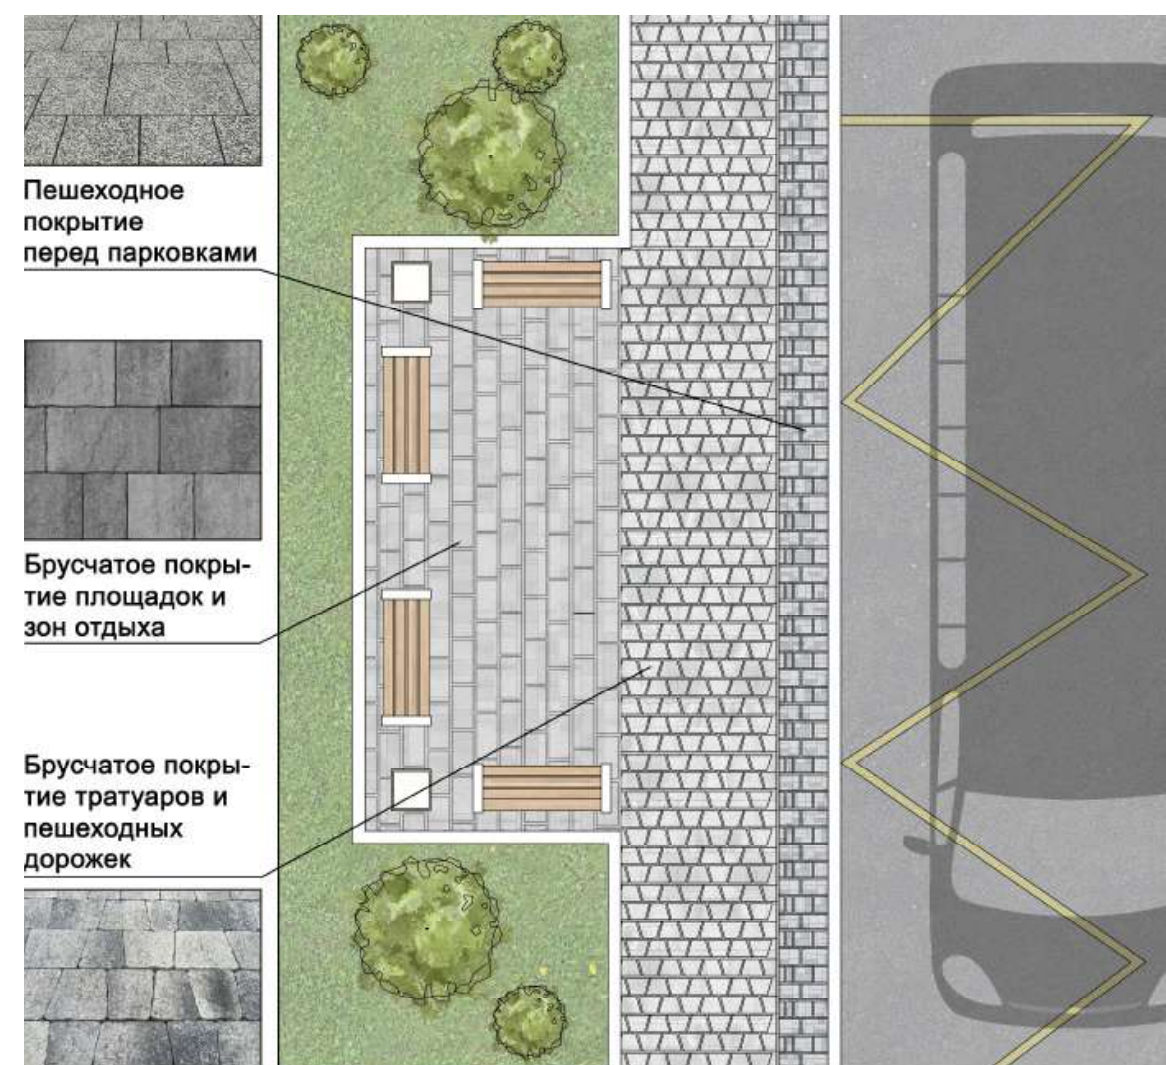 Пешеходное
покрытие
перед парковками
Брусчатое покры-
тие площадок и
зон отдыха
Брусчатое покры-
тие тратуаров и
пешеходных
дорожек